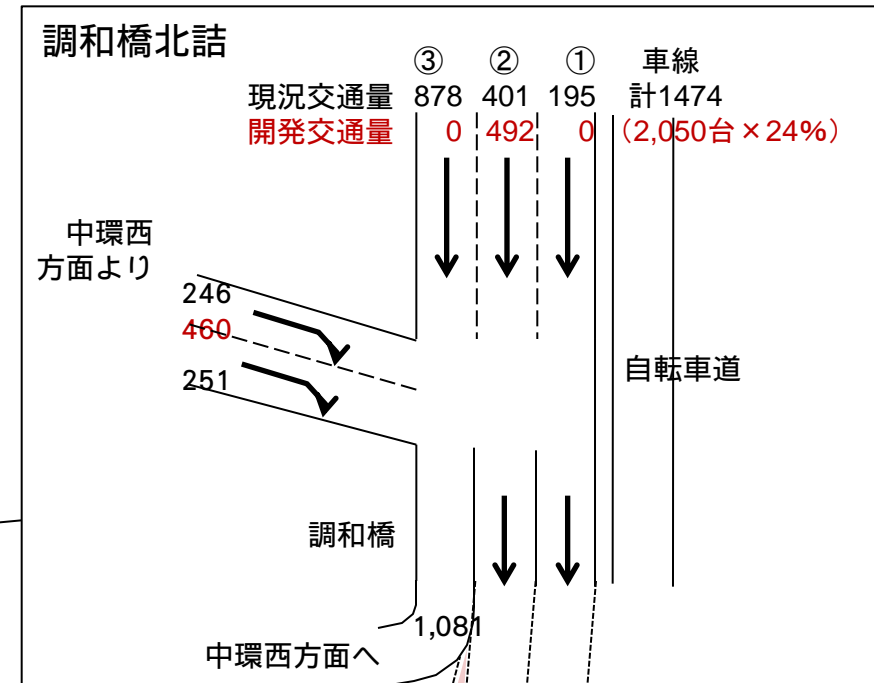 調和橋北詰
③ ② ① 車線
現況交通量 878 401 195 計1474
開発交通量 0 492 0 (2,050台×24%)
中環西
方面より
246
460
251
自転車道
調和橋
1,081
中環西方面へ